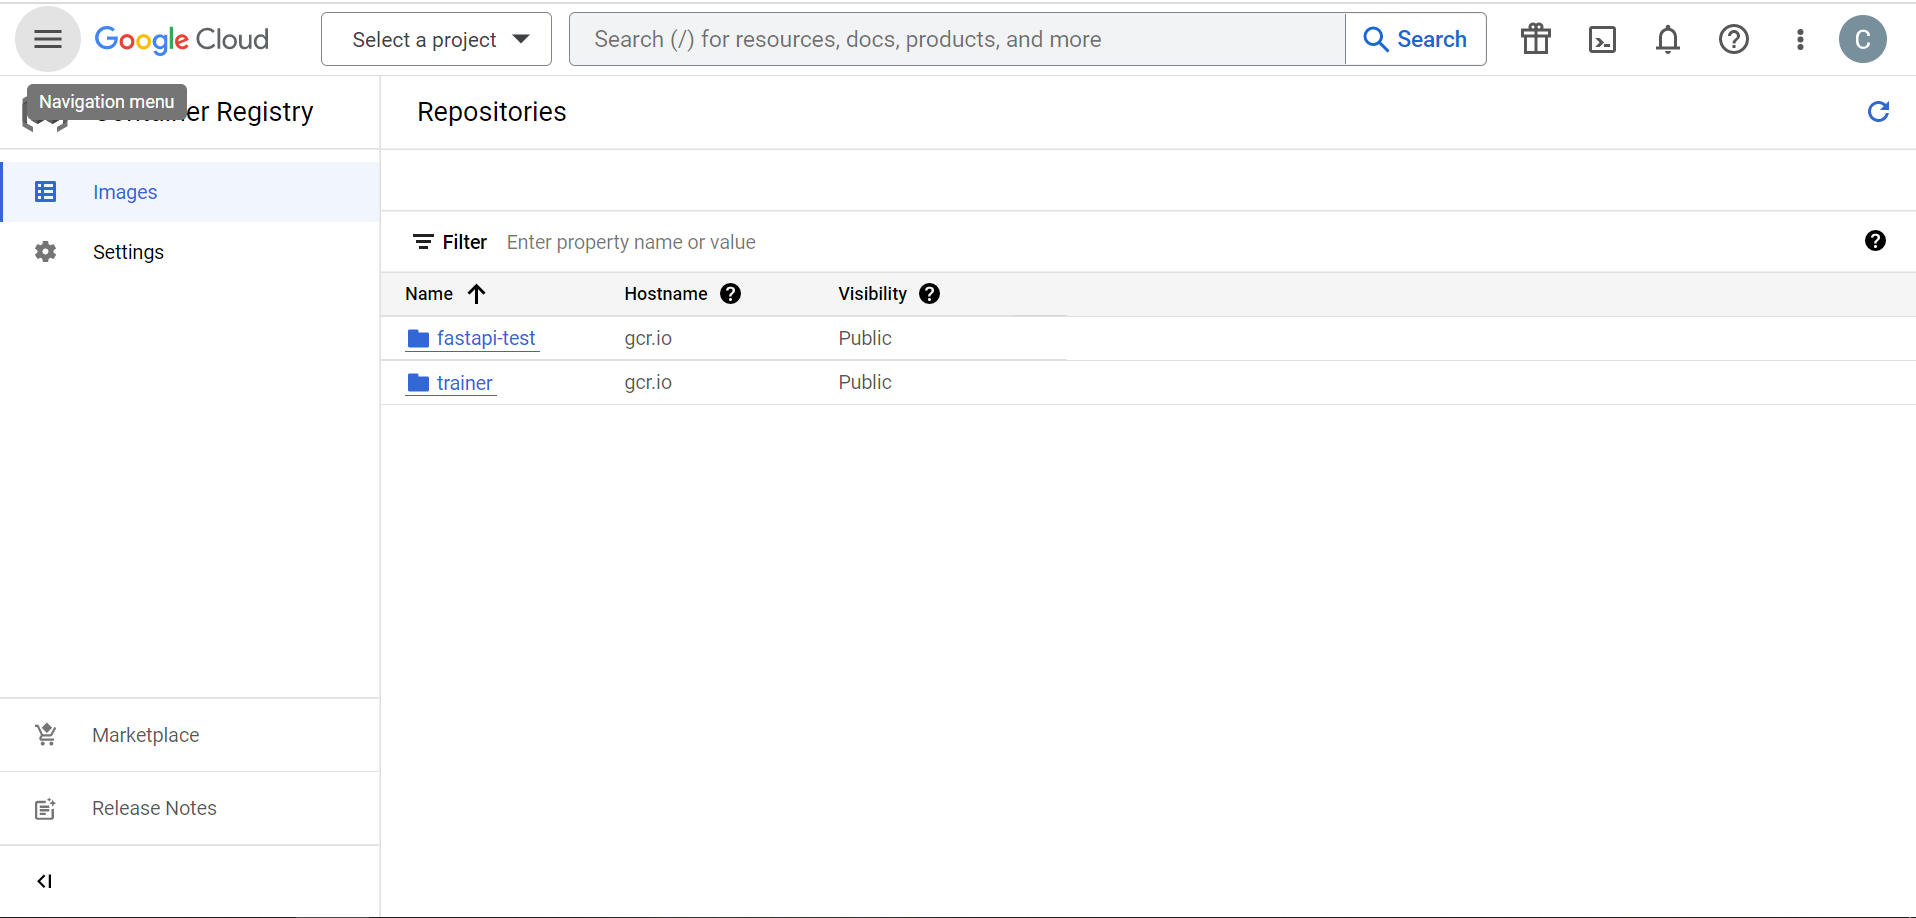 Google Cloud Select a project Search (/) for resources, docs, products, and more Search C
Navigation menu
Container Registry
Repositories
Images
Settings
Filter Enter property name or value
Name Hostname Visibility
fastapi-test gcr.io Public
trainer gcr.io Public
Marketplace
Release Notes